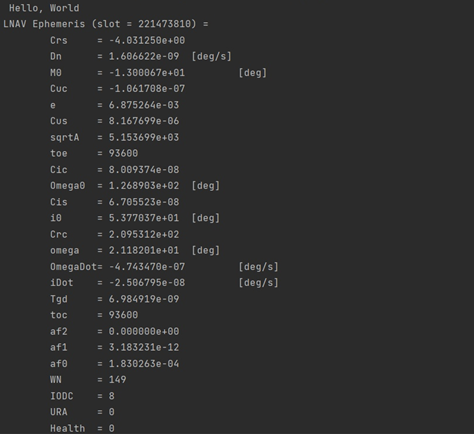 Hello, World
LNAV Ephemeris (slot = 221473810) =
Crs = -4.031250e+00
Dn = 1.606622e-09 [deg/s]
M0 = -1.300067e+01 [deg]
Cuc = -1.061708e-07
e = 6.875264e-03
Cus = 8.167699e-06
sqrtA = 5.153699e+03
toe = 93600
Cic = 8.009374e-08
Omega0 = 1.268903e+02 [deg]
Cis = 6.705523e-08
i0 = 5.377037e+01 [deg]
Crc = 2.095312e+02
omega = 2.118201e+01 [deg]
OmegaDot= -4.743470e-07 [deg/s]
iDot = -2.506795e-08 [deg/s]
Tgd = 6.984919e-09
toc = 93600
af2 = 0.000000e+00
af1 = 3.183231e-12
af0 = 1.830263e-04
WN = 149
IODC = 8
URA = 0
Health = 0